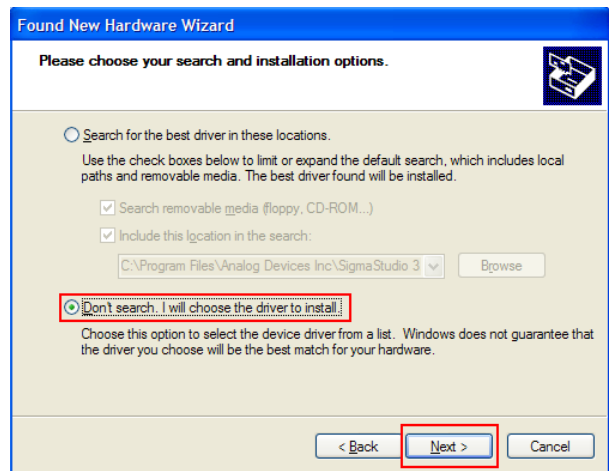 Found New Hardware Wizard
Please choose your search and installation options.
Search for the best driver in these locations.
Use the check boxes below to limit or expand the default search, which includes local
paths and removable media. The best driver found will be installed.
Search removable media (floppy, CD-ROM...)
Include this location in the search:
C:\Program Files\Analog Devices Inc\SigmaStudio 3
Browse
Don't search. I will choose the driver to install.
Choose this option to select the device driver from a list. Windows does not guarantee that
the driver you choose will be the best match for your hardware.
< Back
Next >
Cancel